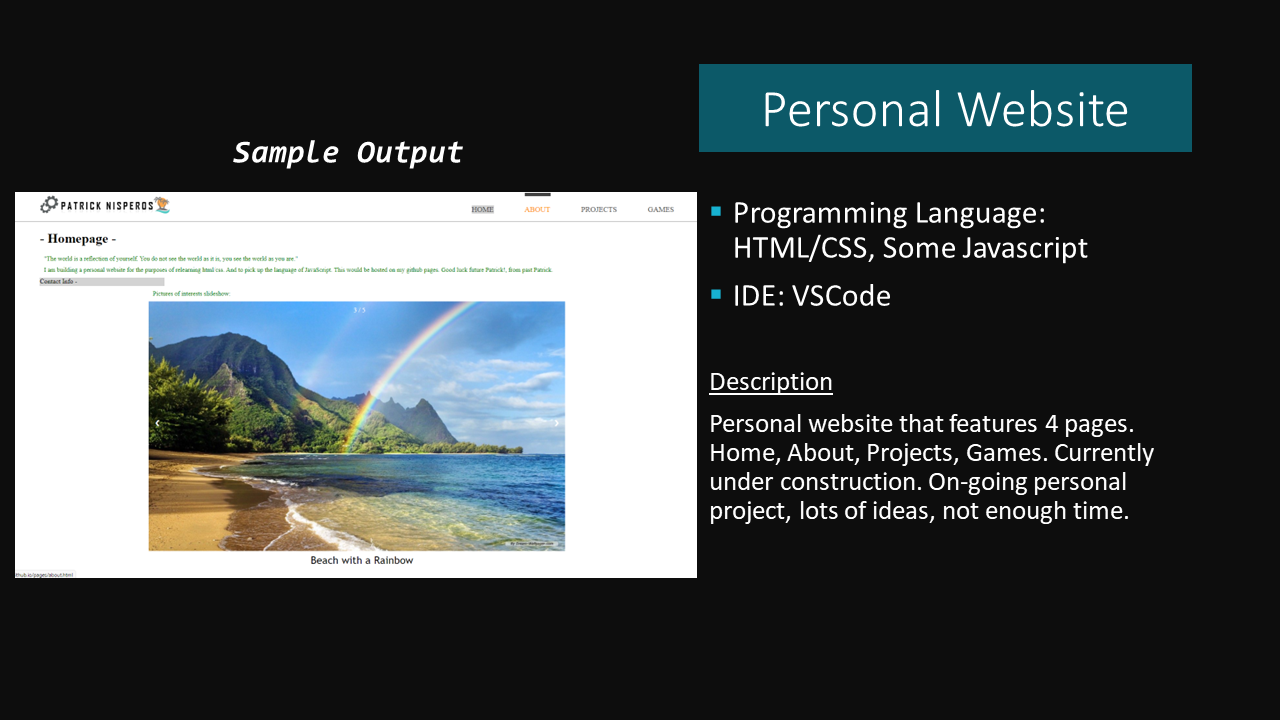 Personal Website
Sample Output
PATRICK NISPEROS
HOME ABOUT PROJECTS GAMES
- Homepage -
"The world is a reflection of yourself. You do not see the world as it is, you see the world as you are."
I am building a personal website for the purposes of relearning html/css. And to pick up the language of JavaScript. This would be hosted on my github pages. Good luck future Patrick!, from past Patrick.
Contact Info -
Pictures of interests slideshow:
3 / 5
Beach with a Rainbow
thub.io/pages/about.html
Programming Language:
HTML/CSS, Some Javascript
IDE: VSCode
Description
Personal website that features 4 pages.
Home, About, Projects, Games. Currently
under construction. On-going personal
project, lots of ideas, not enough time.